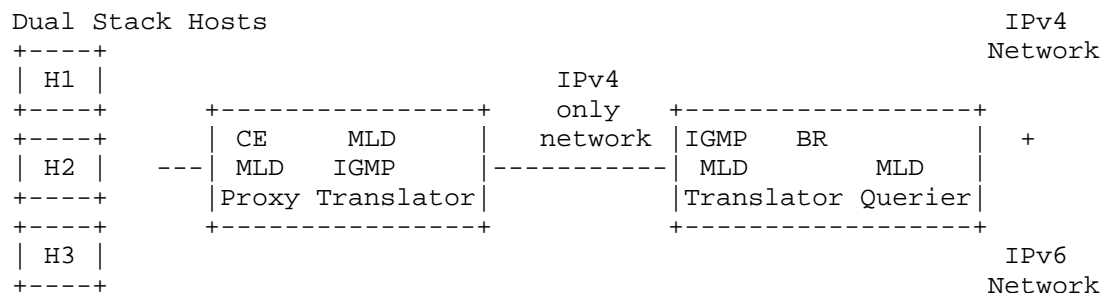 Dual Stack Hosts IPv4
+----+ Network
| H1 | IPv4
+----+ +----------------+ only +------------------+
+----+ | CE MLD | network |IGMP BR | +
| H2 | ---| MLD IGMP |-----------| MLD MLD |
+----+ |Proxy Translator| |Translator Querier|
+----+ +----------------+ +------------------+
| H3 | IPv6
+----+ Network